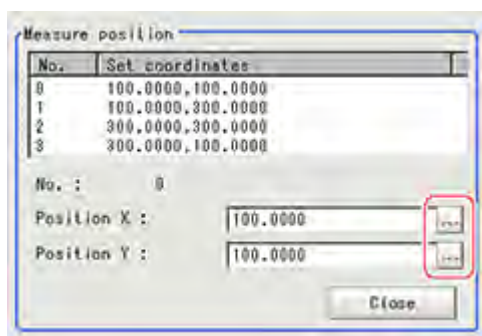 Measure position
No. Set coordinates
0 100.0000,100.0000
1 100.0000,300.0000
2 300.0000,300.0000
3 300.0000,100.0000
No. : 0
Position X : 100.0000 ...
Position Y : 100.0000 ...
Close